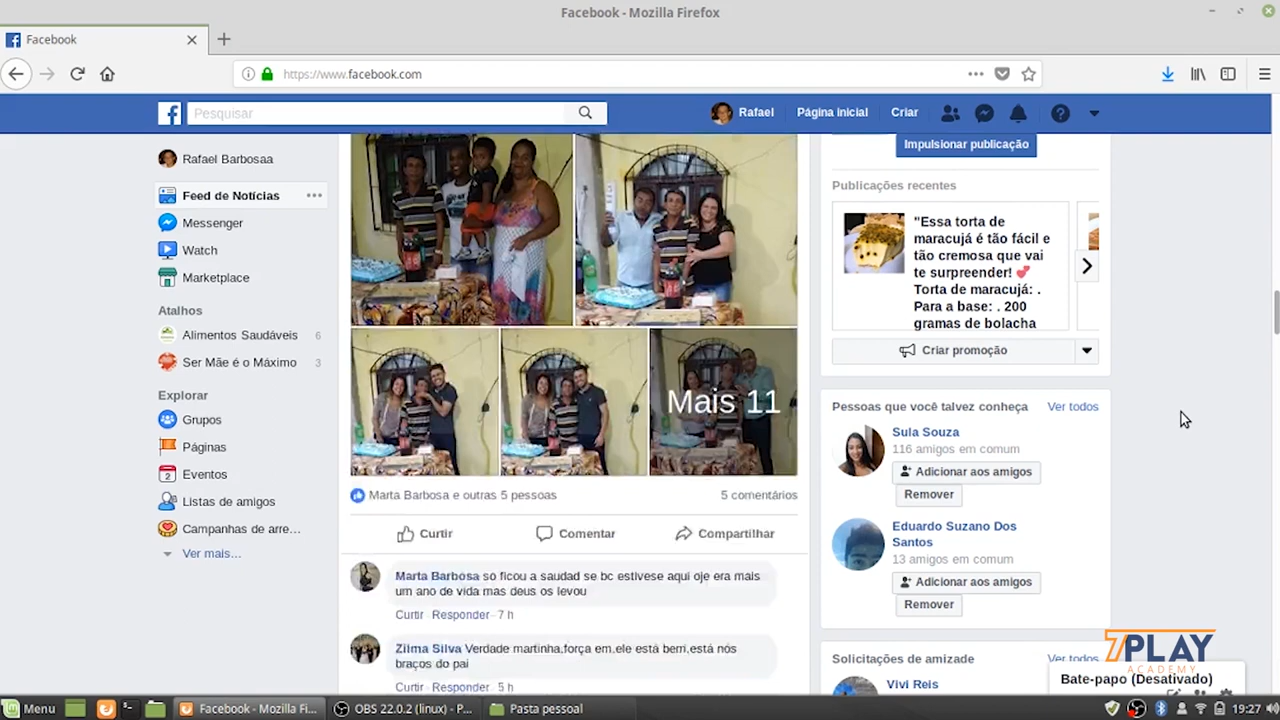 Facebook - Mozilla Firefox
Facebook
https://www.facebook.com
Pesquisar
Rafael
Página inicial
Criar
Rafael Barbosaa
Feed de Notícias
Messenger
Watch
Marketplace
Atalhos
Alimentos Saudáveis 6
Ser Mãe é o Máximo 3
Explorar
Grupos
Páginas
2
Eventos
Listas de amigos
Campanhas de arre...
Ver mais...
Mais 11
Marta Barbosa e outras 5 pessoas
5 comentários
Curtir
Comentar
Compartilhar
Marta Barbosa so ficou a saudad se bc estivese aqui oje era mais
um ano de vida mas deus os levou
Curtir · Responder · 7 h
Zilma Silva Verdade martinha,força em,ele está bem,está nós
braços do pai
Curtir · Responder · 5 h
Impulsionar publicação
Publicações recentes
"Essa torta de
maracujá é tão fácil e
tão cremosa que vai
te surpreender! 💕
Torta de maracujá: .
Para a base: . 200
gramas de bolacha
Criar promoção
Pessoas que você talvez conheça
Ver todos
Sula Souza
116 amigos em comum
Adicionar aos amigos
Remover
Eduardo Suzano Dos
Santos
13 amigos em comum
Adicionar aos amigos
Remover
Solicitações de amizade
Ver todos
Vivi Reis
7PLAY
ACADEMY
Bate-papo (Desativado)
Menu
Facebook - Mozilla Fi...
OBS 22.0.2 (linux) - P...
Pasta pessoal
19:27